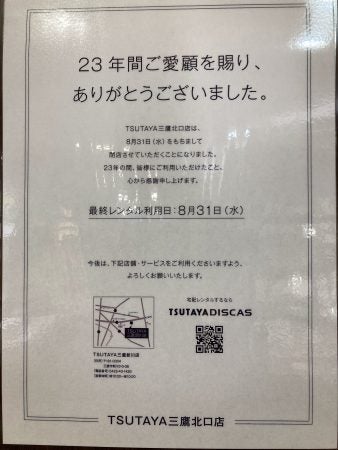 23年間ご愛顧を賜り、
ありがとうございました。
TSUTAYA三鷹北口店は、
8月31日(水)をもちまして
閉店させていただくことになりました。
23年の間、皆様にご利用いただけたこと、
心から感謝申し上げます。
最終レンタル利用日:8月31日(水)
今後は、下記店舗・サービスをご利用くださいますよう、
よろしくお願いいたします。
宅配レンタルするなら
TSUTAYA DISCAS
TSUTAYA三鷹新川店
TSUTAYA三鷹北口店